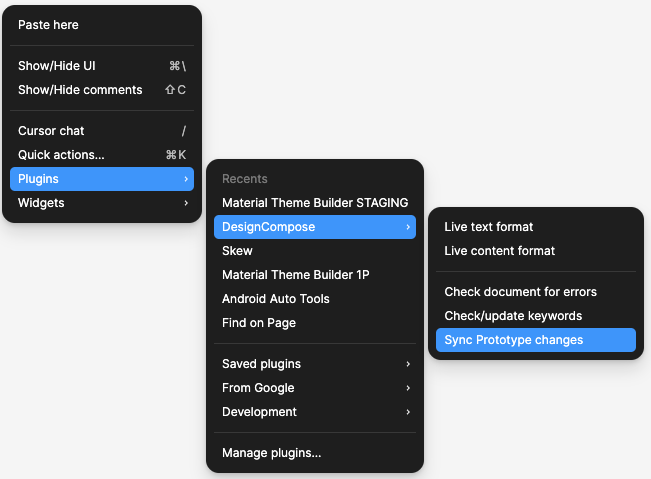 Paste here
Show/Hide UI ⌘\
Show/Hide comments ⇧C
Cursor chat /
Quick actions... ⌘K
Plugins ›
Widgets ›
Recents
Material Theme Builder STAGING
DesignCompose ›
Skew
Material Theme Builder 1P
Android Auto Tools
Find on Page
Saved plugins ›
From Google ›
Development ›
Manage plugins...
Live text format
Live content format
Check document for errors
Check/update keywords
Sync Prototype changes